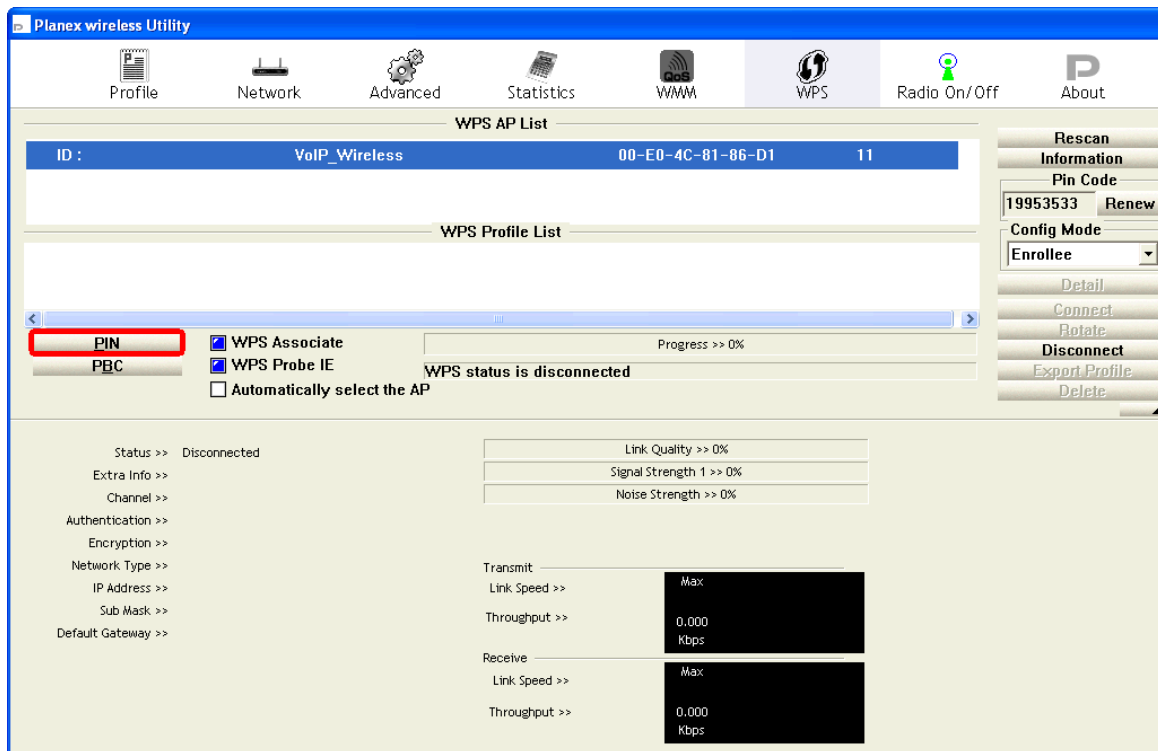 Planex wireless Utility
Profile Network Advanced Statistics WMM WPS Radio On/Off About
QoS
WPS AP List
ID : VoIP_Wireless 00-E0-4C-81-86-D1 11
Rescan
Information
Pin Code
19953533 Renew
WPS Profile List
Config Mode
Enrollee
Detail
Connect
Rotate
Disconnect
Export Profile
Delete
PIN
PBC
WPS Associate
WPS Probe IE
Automatically select the AP
Progress >> 0%
WPS status is disconnected
Status >> Disconnected
Extra Info >>
Channel >>
Authentication >>
Encryption >>
Network Type >>
IP Address >>
Sub Mask >>
Default Gateway >>
Link Quality >> 0%
Signal Strength 1 >> 0%
Noise Strength >> 0%
Transmit
Link Speed >>
Throughput >>
Max
0.000
Kbps
Receive
Link Speed >>
Throughput >>
Max
0.000
Kbps